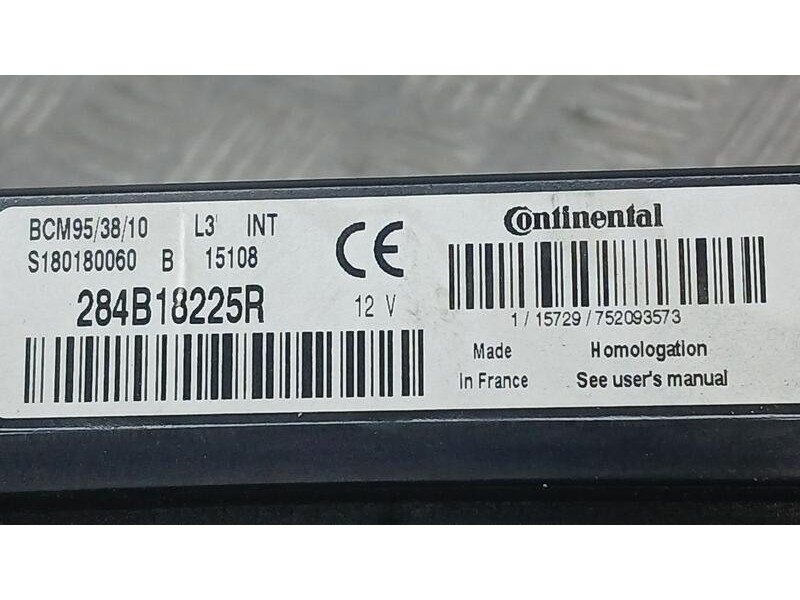 BCM95/38/10 L3 INT
S180180060 B 15108
284B18225R
CE
12 V
Continental
1 / 15729 / 752093573
Made
In France
Homologation
See user's manual